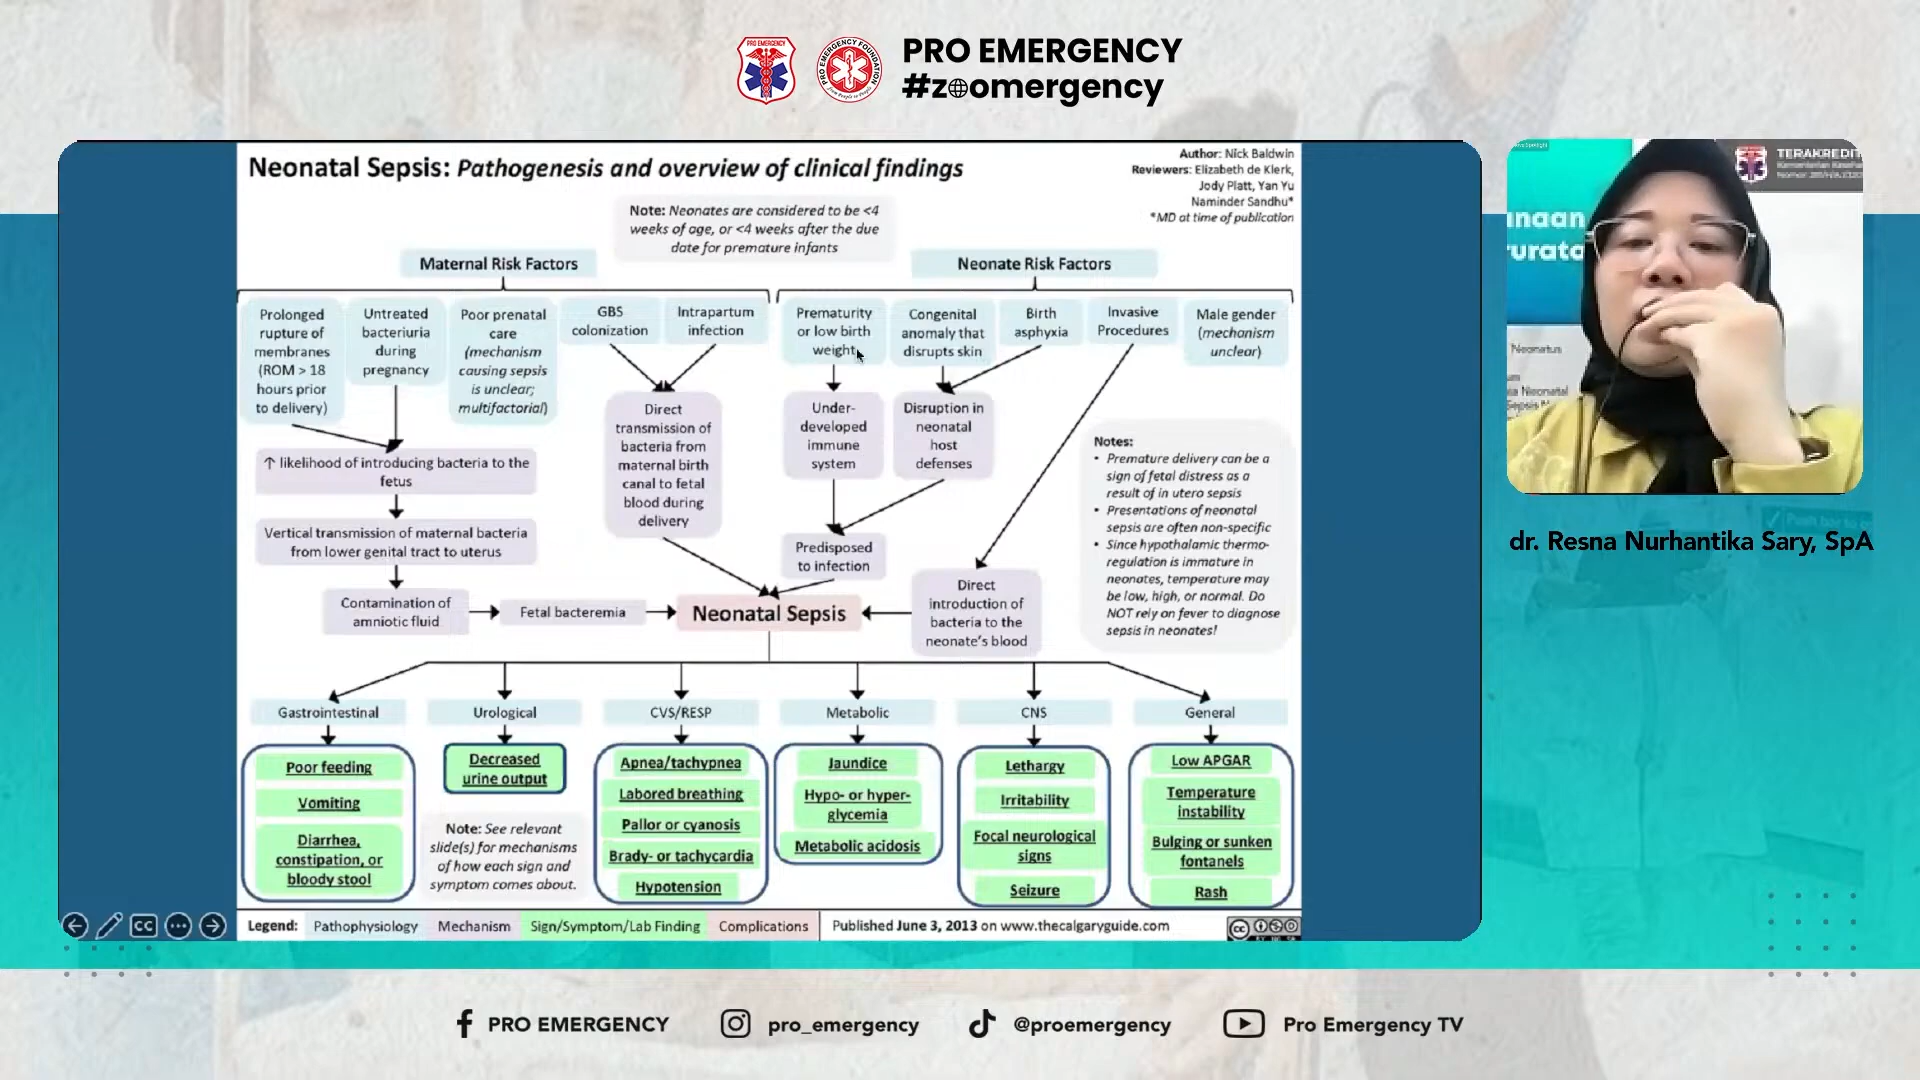 PRO EMERGENCY
#zoomergency
PRO EMERGENCY
PRO EMERGENCY FOUNDATION
Neonatal Sepsis: Pathogenesis and overview of clinical findings
Author: Nick Baldwin
Reviewers: Elizabeth de Klerk,
Jody Platt, Yan Yu
Naminder Sandhu*
*MD at time of publication
Note: Neonates are considered to be <4
weeks of age, or <4 weeks after the due
date for premature infants
Maternal Risk Factors
Neonate Risk Factors
Prolonged
rupture of
membranes
(ROM > 18
hours prior
to delivery)
Untreated
bacteriuria
during
pregnancy
Poor prenatal
care
(mechanism
causing sepsis
is unclear;
multifactorial)
GBS
colonization
Intrapartum
infection
Prematurity
or low birth
weight
Congenital
anomaly that
disrupts skin
Birth
asphyxia
Invasive
Procedures
Male gender
(mechanism
unclear)
↑ likelihood of introducing bacteria to the
fetus
Vertical transmission of maternal bacteria
from lower genital tract to uterus
Contamination of
amniotic fluid
Fetal bacteremia
Direct
transmission of
bacteria from
maternal birth
canal to fetal
blood during
delivery
Under-
developed
immune
system
Disruption in
neonatal
host
defenses
Predisposed
to infection
Neonatal Sepsis
Direct
introduction of
bacteria to the
neonate's blood
Notes:
• Premature delivery can be a
sign of fetal distress as a
result of in utero sepsis
• Presentations of neonatal
sepsis are often non-specific
• Since hypothalamic thermo-
regulation is immature in
neonates, temperature may
be low, high, or normal. Do
NOT rely on fever to diagnose
sepsis in neonates!
Gastrointestinal
Poor feeding
Vomiting
Diarrhea,
constipation, or
bloody stool
Urological
Decreased
urine output
Note: See relevant
slide(s) for mechanisms
of how each sign and
symptom comes about.
CVS/RESP
Apnea/tachypnea
Labored breathing
Pallor or cyanosis
Brady- or tachycardia
Hypotension
Metabolic
Jaundice
Hypo- or hyper-
glycemia
Metabolic acidosis
CNS
Lethargy
Irritability
Focal neurological
signs
Seizure
General
Low APGAR
Temperature
instability
Bulging or sunken
fontanels
Rash
CC
Legend:
Pathophysiology
Mechanism
Sign/Symptom/Lab Finding
Complications
Published June 3, 2013 on www.thecalgaryguide.com
cc
TERAKREDIT
naan
urato
Neonatus
Neonatal
Sepsis
dr. Resna Nurhantika Sary, SpA
PRO EMERGENCY
pro_emergency
@proemergency
Pro Emergency TV